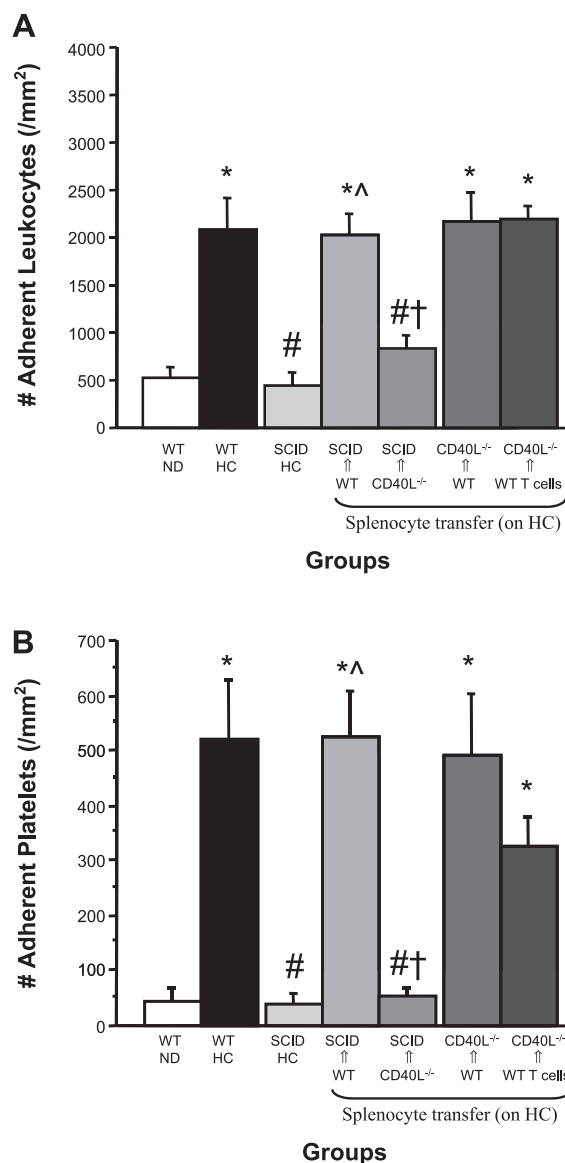 A
# Adherent Leukocytes (/mm²)
4000
3500
3000
2500
2000
1500
1000
500
0
*
#
*^
#†
*
*
WT ND
WT HC
SCID HC
SCID ⇑ WT
SCID ⇑ CD40L-/-
CD40L-/- ⇑ WT
CD40L-/- ⇑ WT T cells
Splenocyte transfer (on HC)
Groups
B
# Adherent Platelets (/mm²)
700
600
500
400
300
200
100
0
*
#
*^
#†
*
*
WT ND
WT HC
SCID HC
SCID ⇑ WT
SCID ⇑ CD40L-/-
CD40L-/- ⇑ WT
CD40L-/- ⇑ WT T cells
Splenocyte transfer (on HC)
Groups